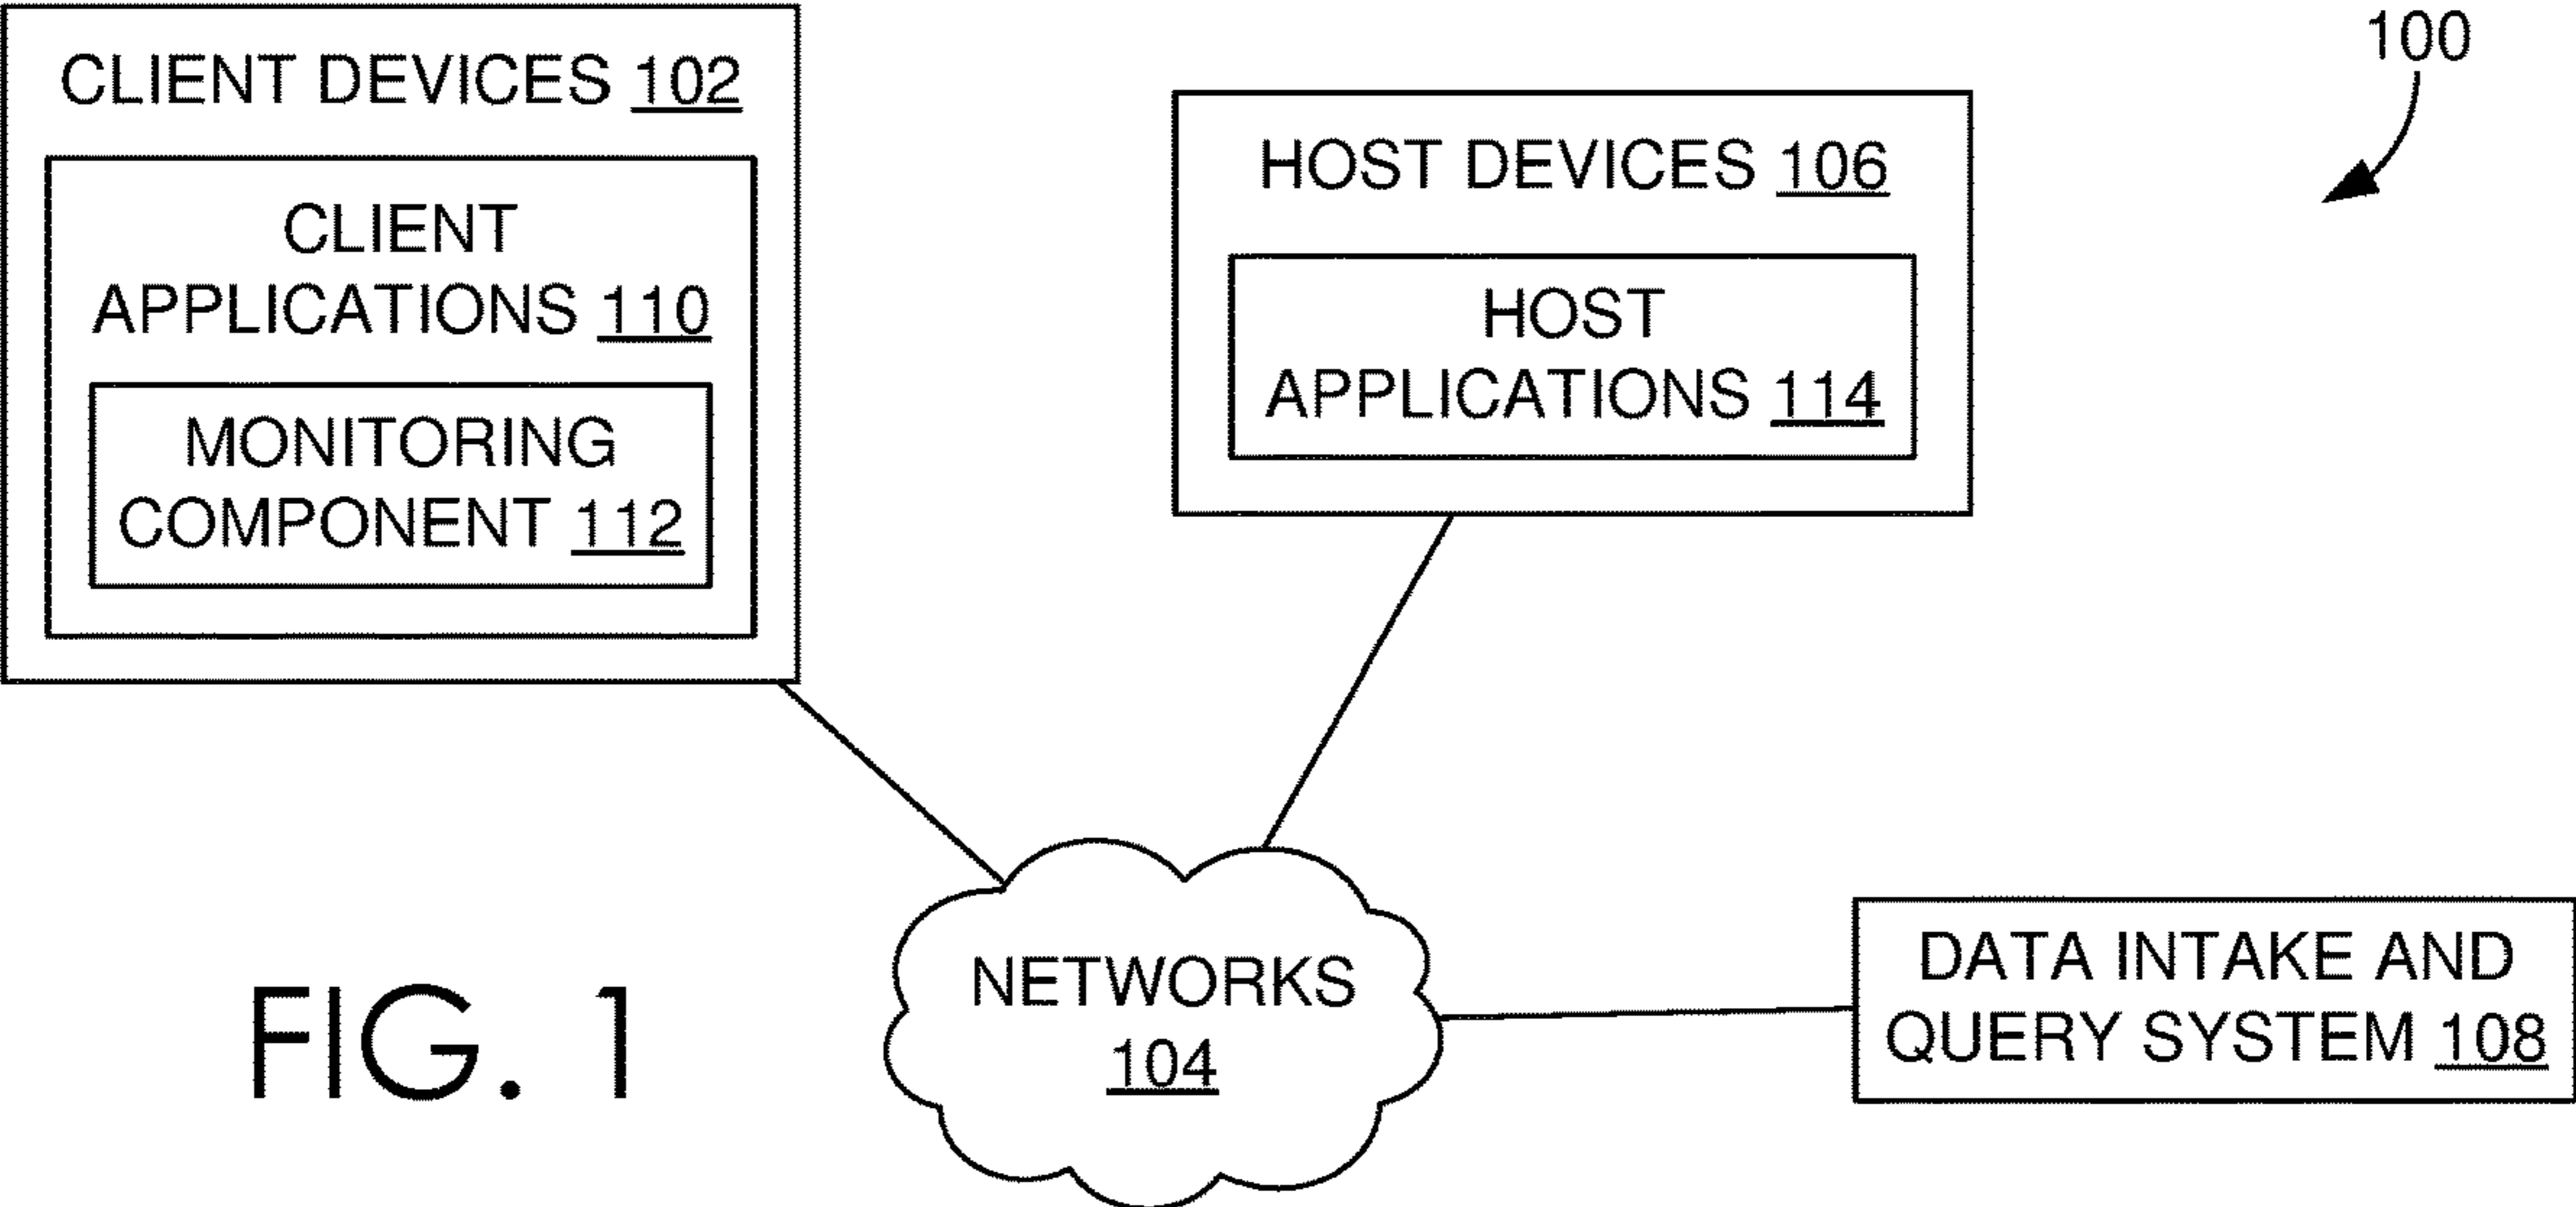 100
CLIENT DEVICES 102
CLIENT
APPLICATIONS 110
MONITORING
COMPONENT 112
HOST DEVICES 106
HOST
APPLICATIONS 114
NETWORKS
104
DATA INTAKE AND
QUERY SYSTEM 108
FIG. 1